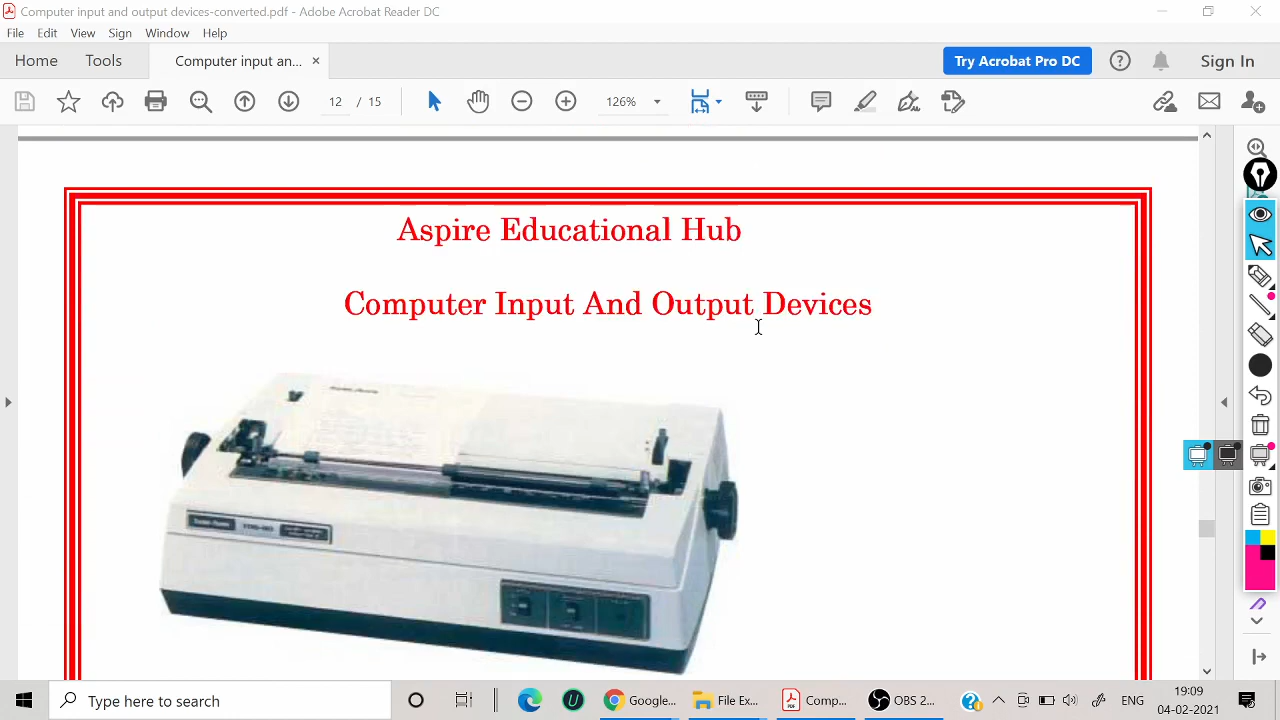 Computer input and output devices-converted.pdf - Adobe Acrobat Reader DC
File Edit View Sign Window Help
Home Tools Computer input an... × Try Acrobat Pro DC Sign In
12 / 15 126%
Aspire Educational Hub
Computer Input And Output Devices
Type here to search Google... File Ex... Comp... OBS 2... ENG 19:09
04-02-2021